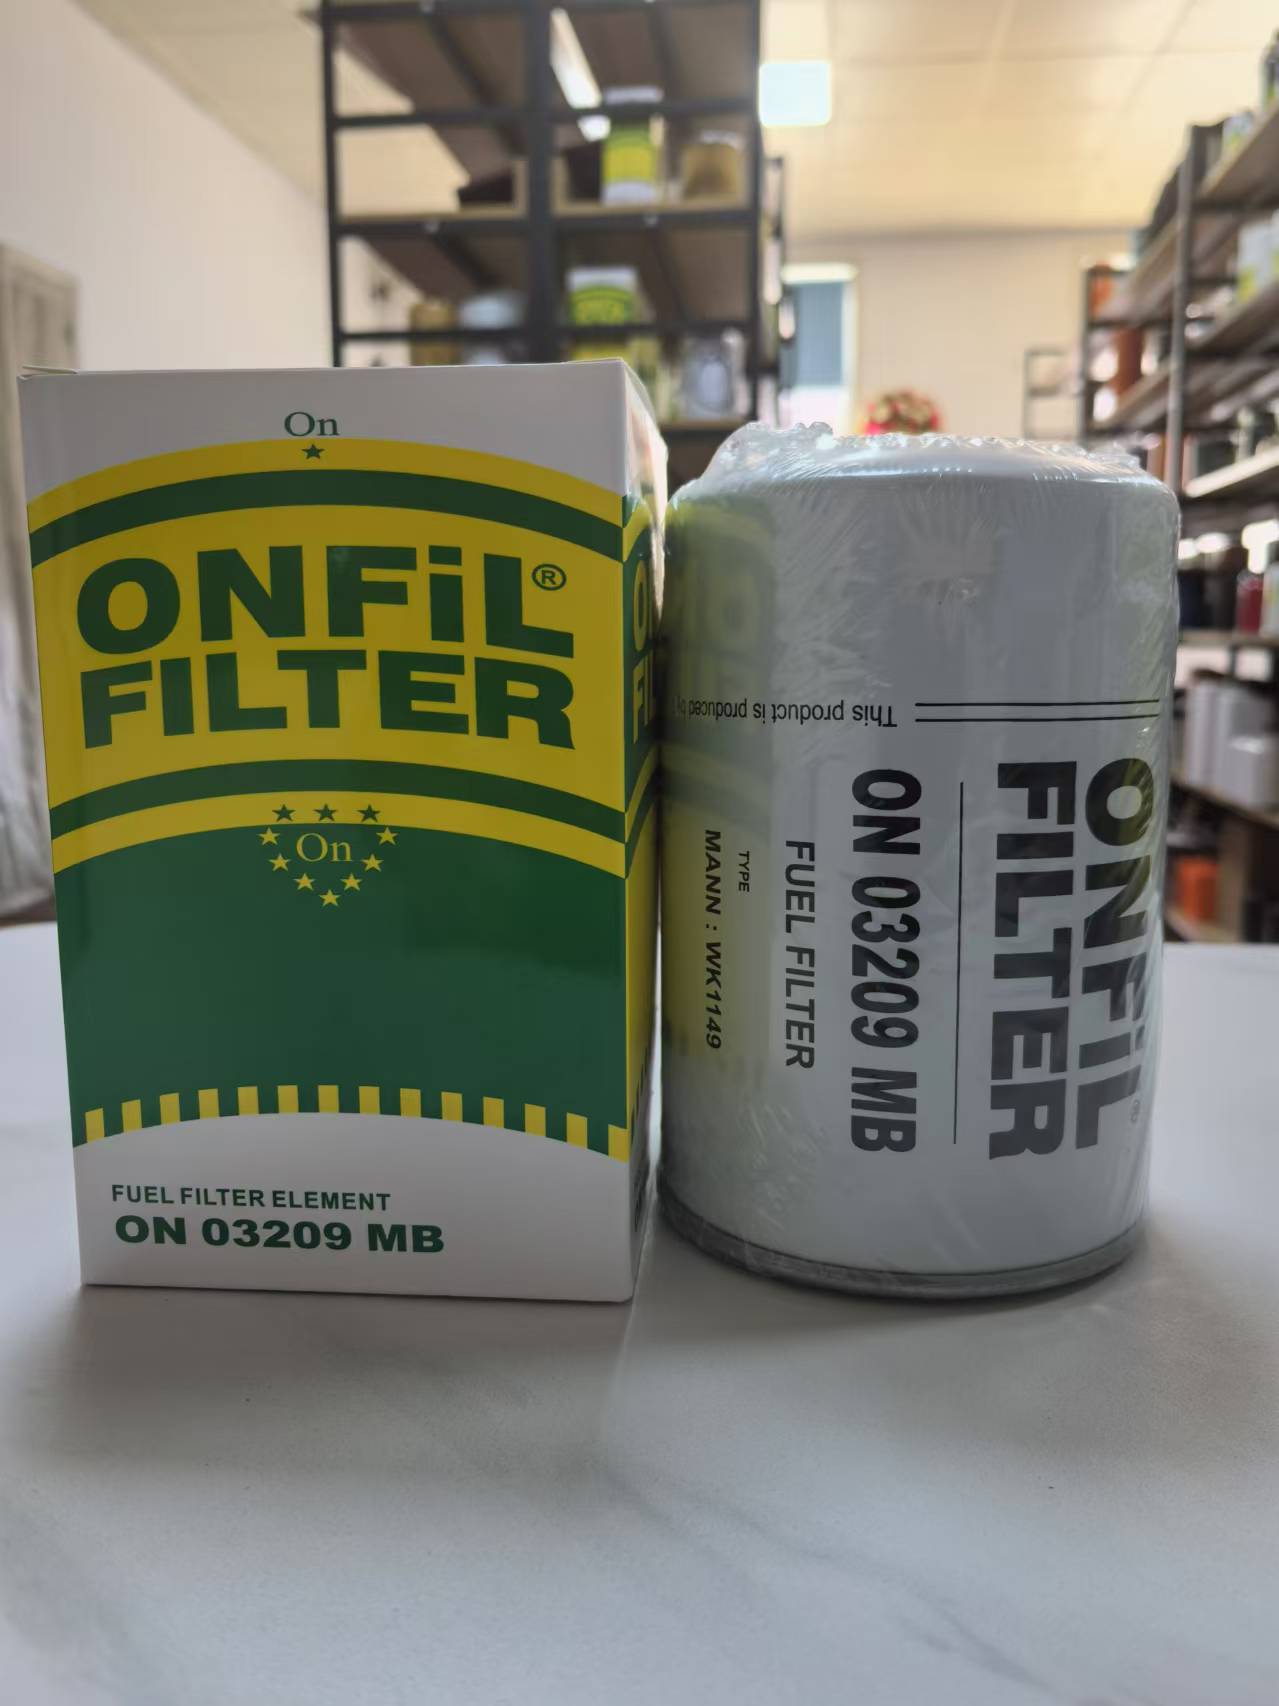 On
ONFiL®
FILTER
On
FUEL FILTER ELEMENT
ON 03209 MB
ONFiL®
FILTER
ON 03209 MB
FUEL FILTER
TYPE
MANN : WK1149
This product is produced by